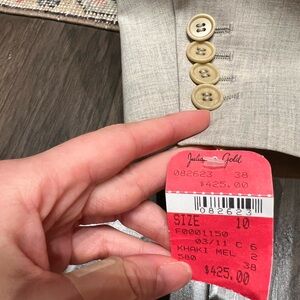 Julie Gold
082623 38
$425.00
082623
SIZE 10
F0001150
03/11 C 6
KHAKI MEL 2
580 38
$425.00